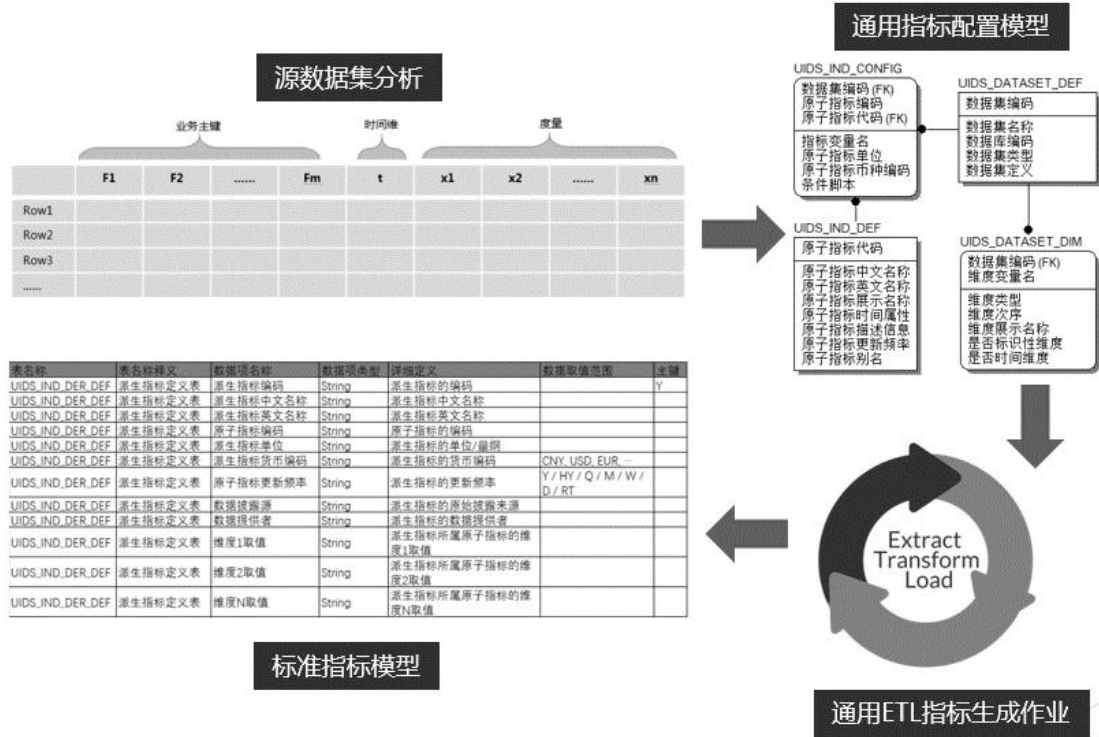 源数据集分析
业务主键 时间维 度量
F1 F2 ...... Fm t x1 x2 ...... xn
Row1
Row2
Row3
......
通用指标配置模型
UIDS_IND_CONFIG
数据集编码(FK)
原子指标编码
原子指标代码(FK)
指标变量名
原子指标单位
原子指标币种编码
条件脚本
UIDS_DATASET_DEF
数据集编码
数据集名称
数据库编码
数据集类型
数据集定义
UIDS_IND_DEF
原子指标代码
原子指标中文名称
原子指标英文名称
原子指标展示名称
原子指标时间属性
原子指标描述信息
原子指标更新频率
原子指标别名
UIDS_DATASET_DIM
数据集编码(FK)
维度变量名
维度类型
维度次序
维度展示名称
是否标识性维度
是否时间维度
Extract
Transform
Load
通用ETL指标生成作业
表名称 表名称释义 数据项名称 数据项类型 详细定义 数据取值范围 主键
UIDS_IND_DER_DEF 派生指标定义表 派生指标编码 String 派生指标的编码 Y
UIDS_IND_DER_DEF 派生指标定义表 派生指标中文名称 String 派生指标中文名称
UIDS_IND_DER_DEF 派生指标定义表 派生指标英文名称 String 派生指标英文名称
UIDS_IND_DER_DEF 派生指标定义表 原子指标编码 String 原子指标的编码
UIDS_IND_DER_DEF 派生指标定义表 派生指标单位 String 派生指标的单位/量纲
UIDS_IND_DER_DEF 派生指标定义表 派生指标货币编码 String 派生指标的货币编码 CNY, USD, EUR, ...
UIDS_IND_DER_DEF 派生指标定义表 原子指标更新频率 String 派生指标的更新频率 Y / HY / Q / M / W /
D / RT
UIDS_IND_DER_DEF 派生指标定义表 数据披露源 String 派生指标的原始披露来源
UIDS_IND_DER_DEF 派生指标定义表 数据提供者 String 派生指标的数据提供者
UIDS_IND_DER_DEF 派生指标定义表 维度1取值 String 派生指标所属原子指标的维
度1取值
UIDS_IND_DER_DEF 派生指标定义表 维度2取值 String 派生指标所属原子指标的维
度2取值
UIDS_IND_DER_DEF 派生指标定义表 维度N取值 String 派生指标所属原子指标的维
度N取值
标准指标模型